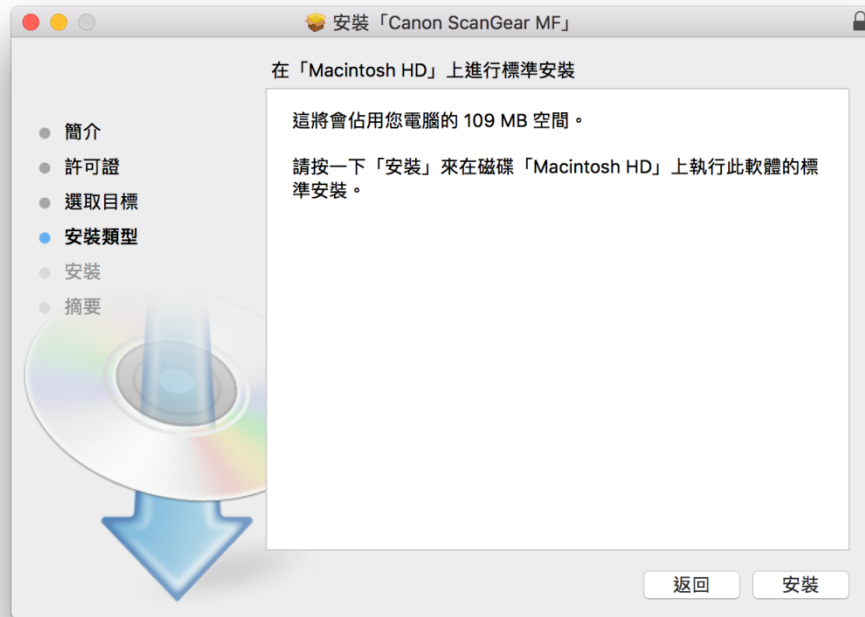 安裝「Canon ScanGear MF」
在「Macintosh HD」上進行標準安裝
簡介
許可證
選取目標
安裝類型
安裝
摘要
這將會佔用您電腦的 109 MB 空間。
請按一下「安裝」來在磁碟「Macintosh HD」上執行此軟體的標
準安裝。
返回
安裝